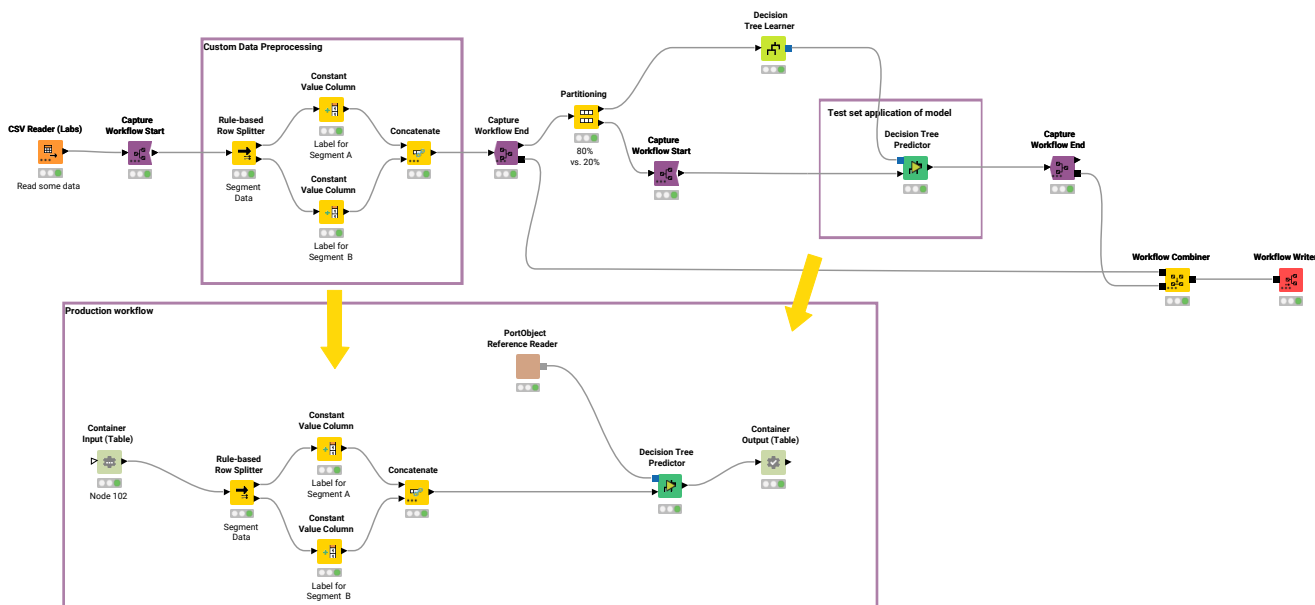 Decision
Tree Learner
Custom Data Preprocessing
Constant
Value Column
Partitioning
CSV Reader (Labs)
Capture
Workflow Start
Rule-based
Row Splitter
Label for
Segment A
Concatenate
Capture
Workflow End
80%
vs. 20%
Capture
Workflow Start
Test set application of model
Decision Tree
Predictor
Capture
Workflow End
Read some data
Segment
Data
Constant
Value Column
Label for
Segment B
Workflow Combiner
Workflow Writer
Production workflow
PortObject
Reference Reader
Container
Input (Table)
Node 102
Rule-based
Row Splitter
Segment
Data
Constant
Value Column
Label for
Segment A
Concatenate
Constant
Value Column
Label for
Segment B
Decision Tree
Predictor
Container
Output (Table)